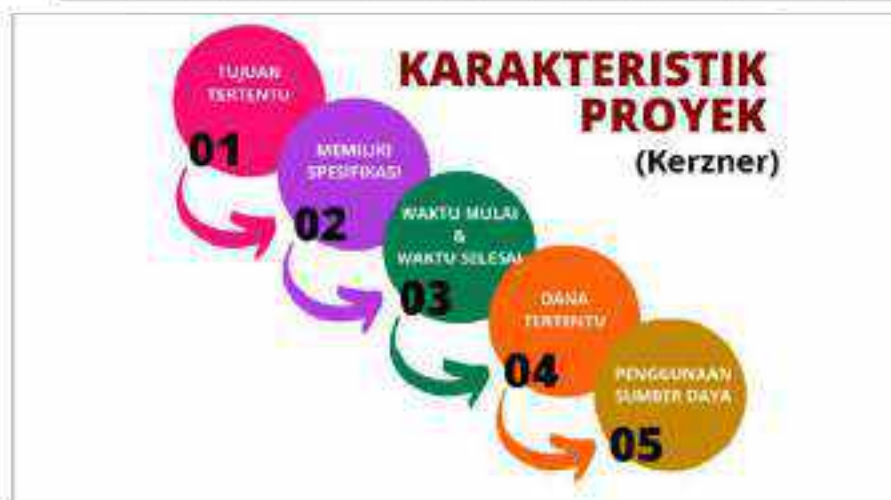 KARAKTERISTIK
PROYEK
(Kerzner)
TUJUAN
TERTENTU
01
MEMILIKI
SPESIFIKASI
02
WAKTU MULAI
&
WAKTU SELESAI
03
DANA
TERTENTU
04
PENGGUNAAN
SUMBER DAYA
05